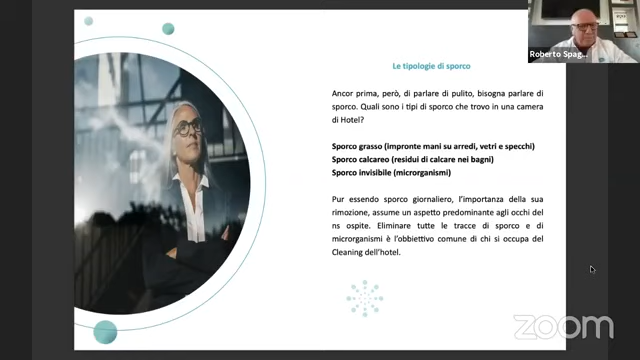 Roberto Spag...
Le tipologie di sporco
Ancor prima, però, di parlare di pulito, bisogna parlare di
sporco. Quali sono i tipi di sporco che trovo in una camera
di Hotel?
Sporco grasso (impronte mani su arredi, vetri e specchi)
Sporco calcareo (residui di calcare nei bagni)
Sporco invisibile (microrganismi)
Pur essendo sporco giornaliero, l'importanza della sua
rimozione, assume un aspetto predominante agli occhi del
ns ospite. Eliminare tutte le tracce di sporco e di
microrganismi è l'obbiettivo comune di chi si occupa del
Cleaning dell'hotel.
zoom